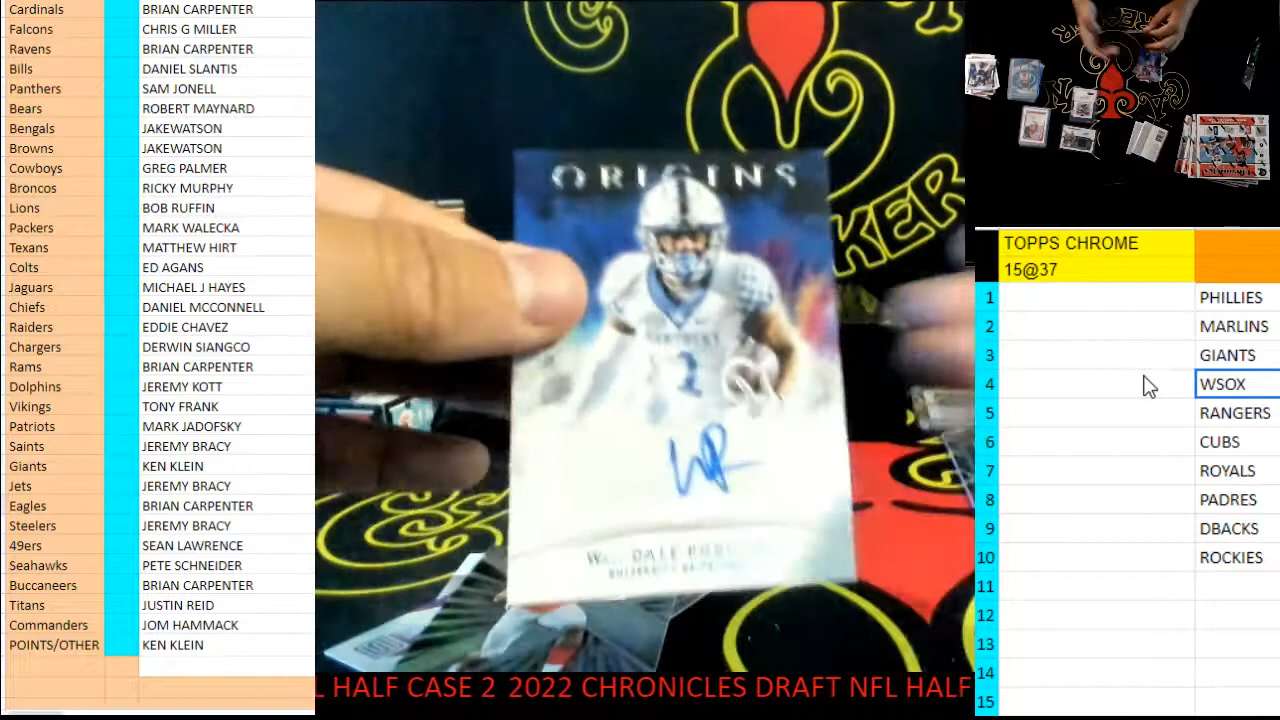 Cardinals BRIAN CARPENTER
Falcons CHRIS G MILLER
Ravens BRIAN CARPENTER
Bills DANIEL SLANTIS
Panthers SAM JONELL
Bears ROBERT MAYNARD
Bengals JAKEWATSON
Browns JAKEWATSON
Cowboys GREG PALMER
Broncos RICKY MURPHY
Lions BOB RUFFIN
Packers MARK WALECKA
Texans MATTHEW HIRT
Colts ED AGANS
Jaguars MICHAEL J HAYES
Chiefs DANIEL MCCONNELL
Raiders EDDIE CHAVEZ
Chargers DERWIN SIANGCO
Rams BRIAN CARPENTER
Dolphins JEREMY KOTT
Vikings TONY FRANK
Patriots MARK JADOFSKY
Saints JEREMY BRACY
Giants KEN KLEIN
Jets JEREMY BRACY
Eagles BRIAN CARPENTER
Steelers JEREMY BRACY
49ers SEAN LAWRENCE
Seahawks PETE SCHNEIDER
Buccaneers BRIAN CARPENTER
Titans JUSTIN REID
Commanders JOM HAMMACK
POINTS/OTHER KEN KLEIN
ORIGINS
KER
L HALF CASE 2 2022 CHRONICLES DRAFT NFL HALF
TOPPS CHROME
15@37
1 PHILLIES
2 MARLINS
3 GIANTS
4 WSOX
5 RANGERS
6 CUBS
7 ROYALS
8 PADRES
9 DBACKS
10 ROCKIES
11
12
13
14
15